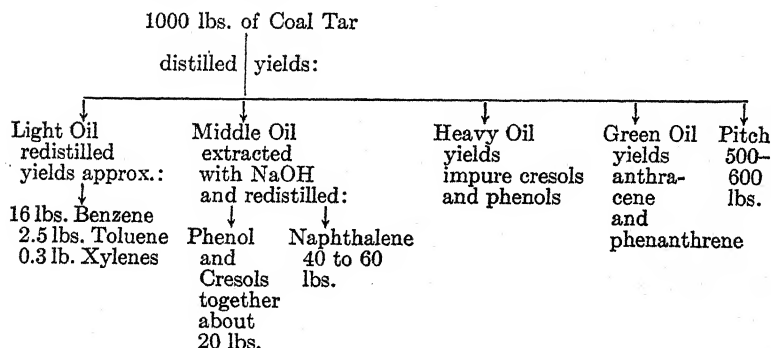 1000 lbs. of Coal Tar
distilled yields:
Light Oil
redistilled
yields approx.:
16 lbs. Benzene
2.5 lbs. Toluene
0.3 lb. Xylenes
Middle Oil
extracted
with NaOH
and redistilled:
Phenol
and
Cresols
together
about
20 lbs.
Naphthalene
40 to 60
lbs.
Heavy Oil
yields
impure cresols
and phenols
Green Oil
yields
anthra-
cene
and
phenanthrene
Pitch
500–
600
lbs.